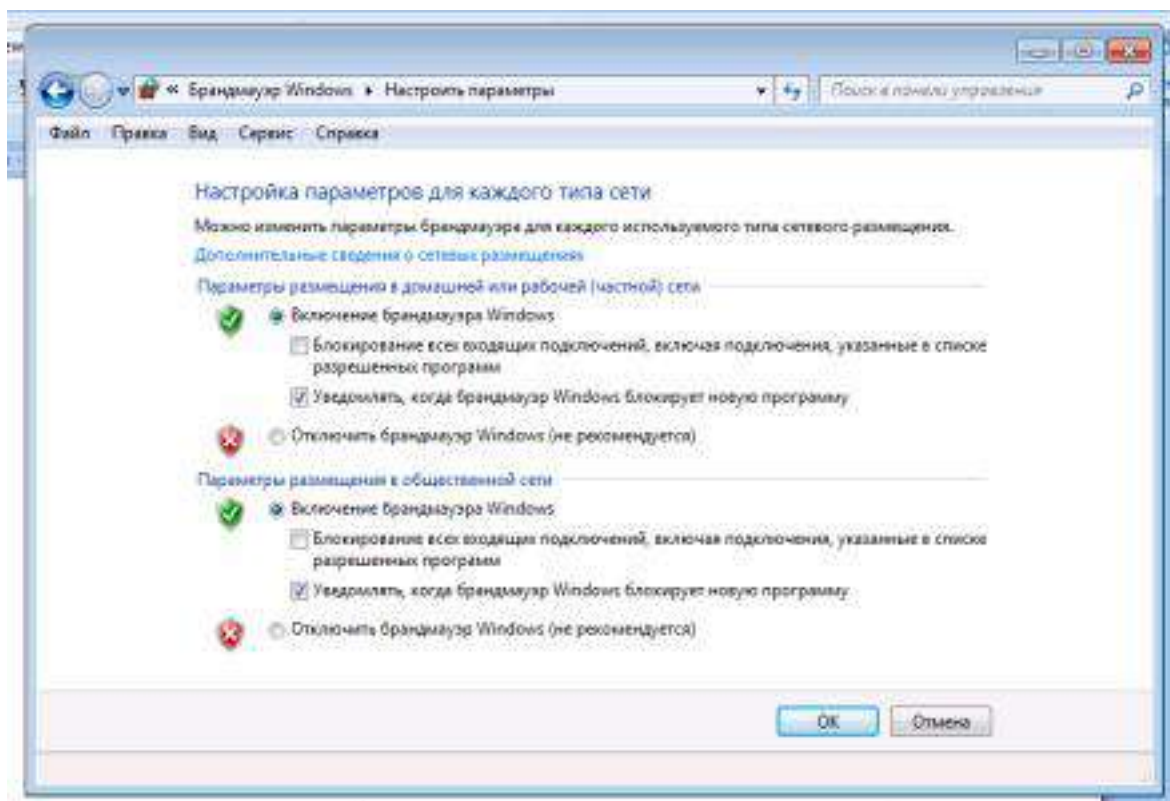 « Брандмауэр Windows ▸ Настроить параметры
Поиск в панели управления
Файл Правка Вид Сервис Справка
Настройка параметров для каждого типа сети
Можно изменить параметры брандмауэра для каждого используемого типа сетевого размещения.
Дополнительные сведения о сетевых размещениях
Параметры размещения в домашней или рабочей (частной) сети
Включение брандмауэра Windows
Блокирование всех входящих подключений, включая подключения, указанные в списке
разрешенных программ
Уведомлять, когда брандмауэр Windows блокирует новую программу
Отключить брандмауэр Windows (не рекомендуется)
Параметры размещения в общественной сети
Включение брандмауэра Windows
Блокирование всех входящих подключений, включая подключения, указанные в списке
разрешенных программ
Уведомлять, когда брандмауэр Windows блокирует новую программу
Отключить брандмауэр Windows (не рекомендуется)
ОК Отмена